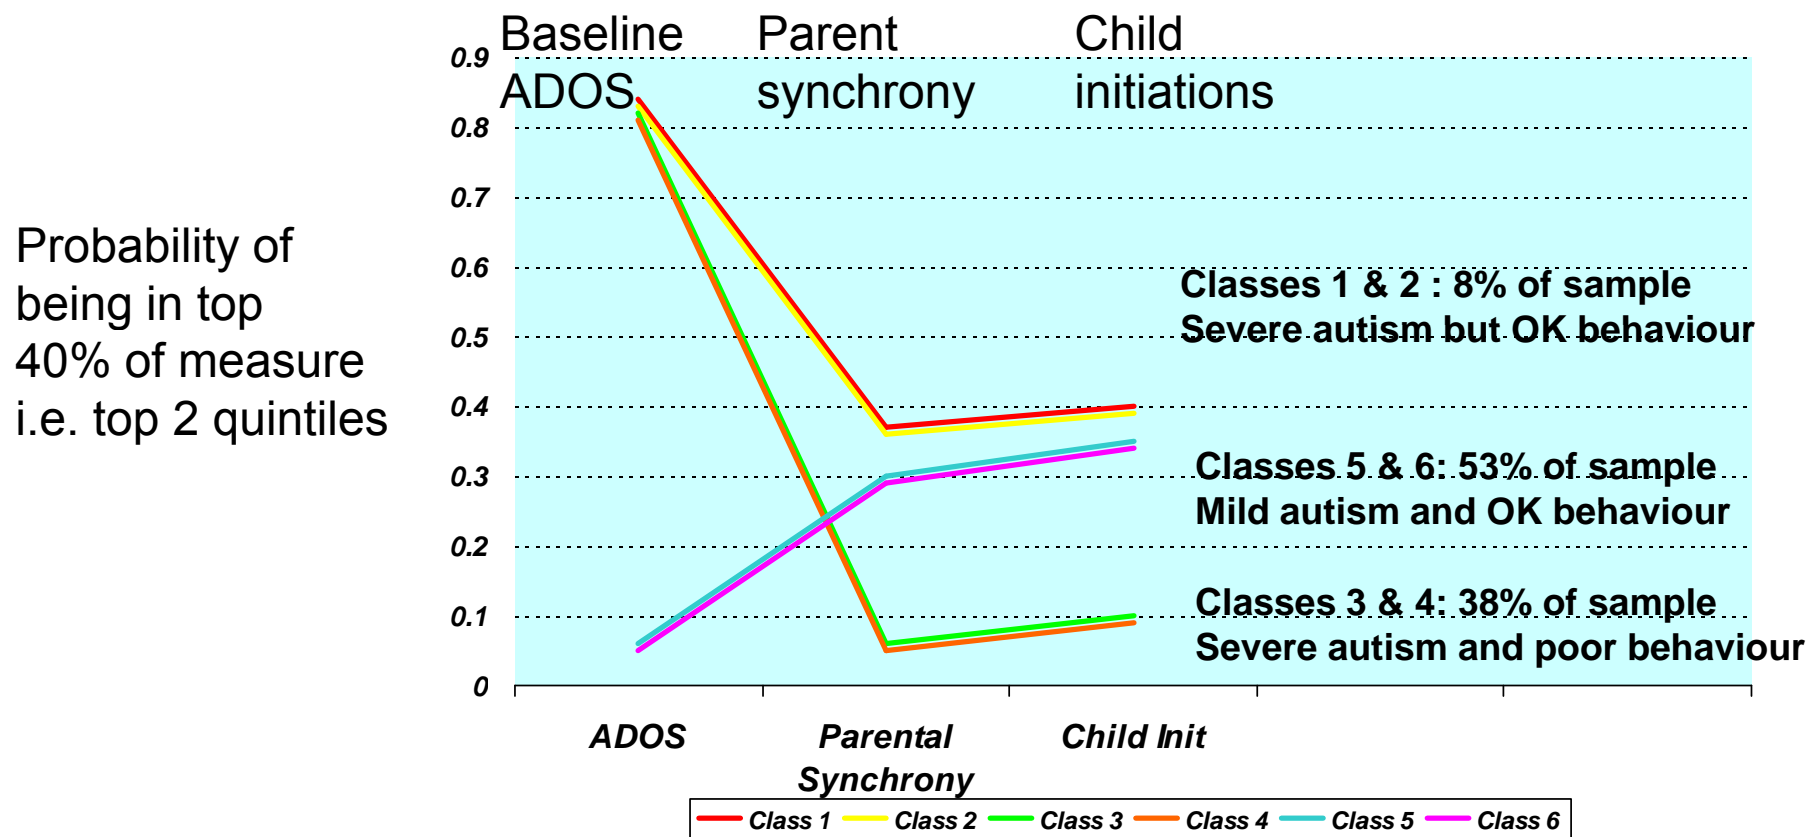 Baseline ADOS
Parent synchrony
Child initiations
Probability of
being in top
40% of measure
i.e. top 2 quintiles
0.9
0.8
0.7
0.6
0.5
0.4
0.3
0.2
0.1
0
Classes 1 & 2 : 8% of sample
Severe autism but OK behaviour
Classes 5 & 6: 53% of sample
Mild autism and OK behaviour
Classes 3 & 4: 38% of sample
Severe autism and poor behaviour
ADOS
Parental
Synchrony
Child Init
Class 1 Class 2 Class 3 Class 4 Class 5 Class 6